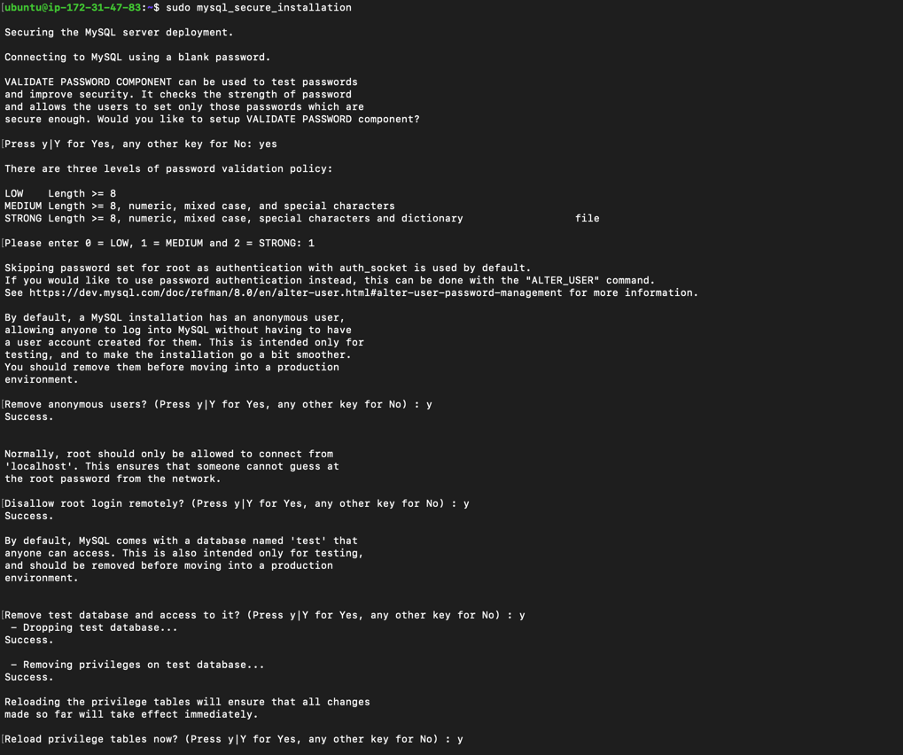 [ubuntu@ip-172-31-47-83:~$ sudo mysql_secure_installation
Securing the MySQL server deployment.
Connecting to MySQL using a blank password.
VALIDATE PASSWORD COMPONENT can be used to test passwords
and improve security. It checks the strength of password
and allows the users to set only those passwords which are
secure enough. Would you like to setup VALIDATE PASSWORD component?
[Press y|Y for Yes, any other key for No: yes
There are three levels of password validation policy:
LOW    Length >= 8
MEDIUM Length >= 8, numeric, mixed case, and special characters
STRONG Length >= 8, numeric, mixed case, special characters and dictionary                  file
[Please enter 0 = LOW, 1 = MEDIUM and 2 = STRONG: 1
Skipping password set for root as authentication with auth_socket is used by default.
If you would like to use password authentication instead, this can be done with the "ALTER_USER" command.
See https://dev.mysql.com/doc/refman/8.0/en/alter-user.html#alter-user-password-management for more information.
By default, a MySQL installation has an anonymous user,
allowing anyone to log into MySQL without having to have
a user account created for them. This is intended only for
testing, and to make the installation go a bit smoother.
You should remove them before moving into a production
environment.
[Remove anonymous users? (Press y|Y for Yes, any other key for No) : y
Success.
Normally, root should only be allowed to connect from
'localhost'. This ensures that someone cannot guess at
the root password from the network.
[Disallow root login remotely? (Press y|Y for Yes, any other key for No) : y
Success.
By default, MySQL comes with a database named 'test' that
anyone can access. This is also intended only for testing,
and should be removed before moving into a production
environment.
[Remove test database and access to it? (Press y|Y for Yes, any other key for No) : y
 - Dropping test database...
Success.
 - Removing privileges on test database...
Success.
Reloading the privilege tables will ensure that all changes
made so far will take effect immediately.
[Reload privilege tables now? (Press y|Y for Yes, any other key for No) : y